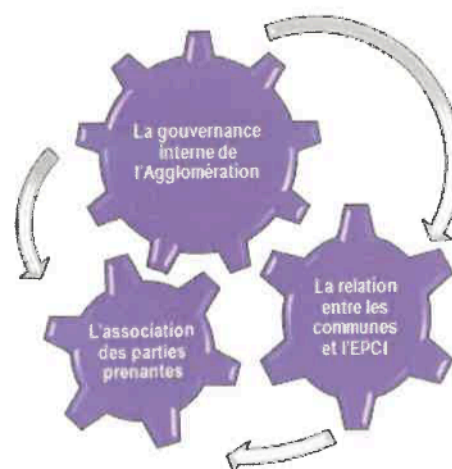 La gouvernance
interne de
l'Agglomération
La relation
entre les
communes
et l'EPCI
L'association
des parties
prenantes